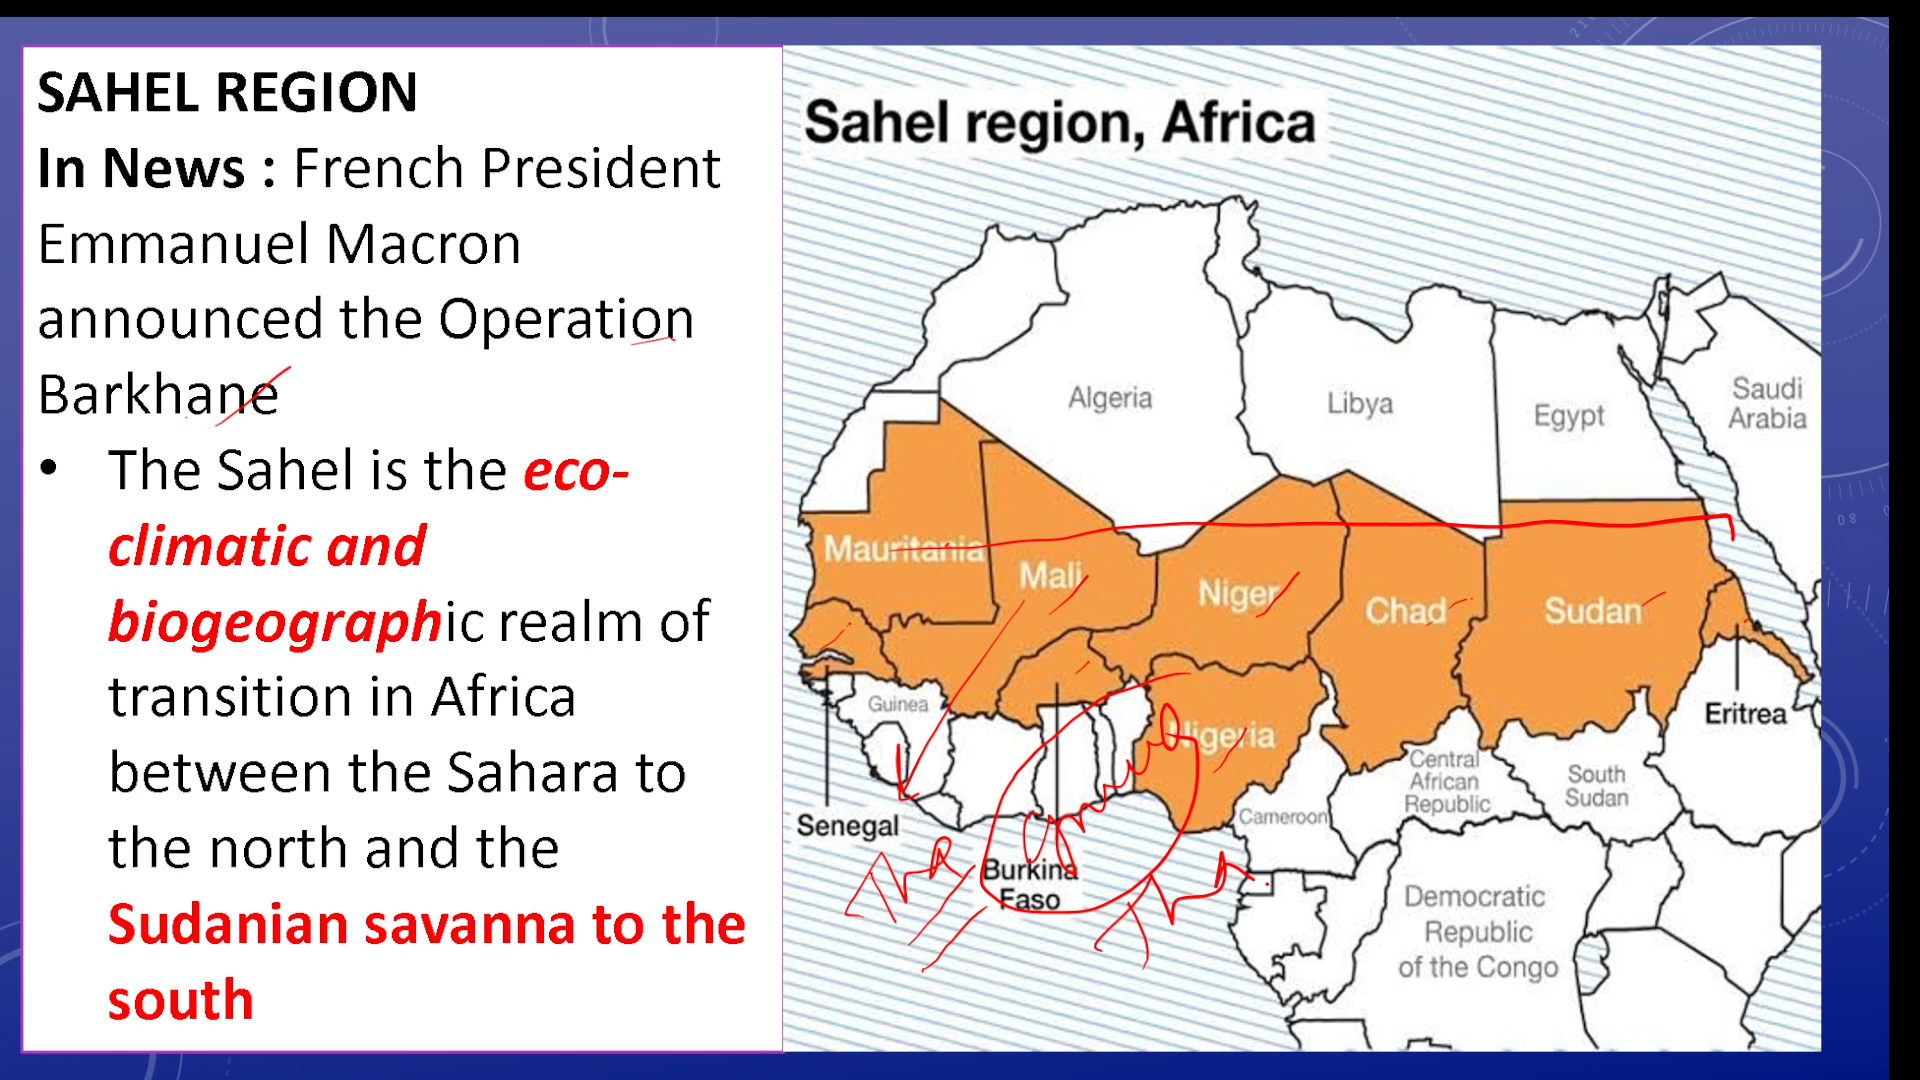 SAHEL REGION
In News : French President
Emmanuel Macron
announced the Operation
Barkhane
• The Sahel is the eco-
climatic and
biogeographic realm of
transition in Africa
between the Sahara to
the north and the
Sudanian savanna to the
south
Sahel region, Africa
Algeria
Libya
Egypt
Saudi
Arabia
Mauritania
Mali
Niger
Chad
Sudan
Eritrea
Guinea
Nigeria
Senegal
Burkina
Faso
Cameroon
Central
African
Republic
South
Sudan
Democratic
Republic
of the Congo
80
210